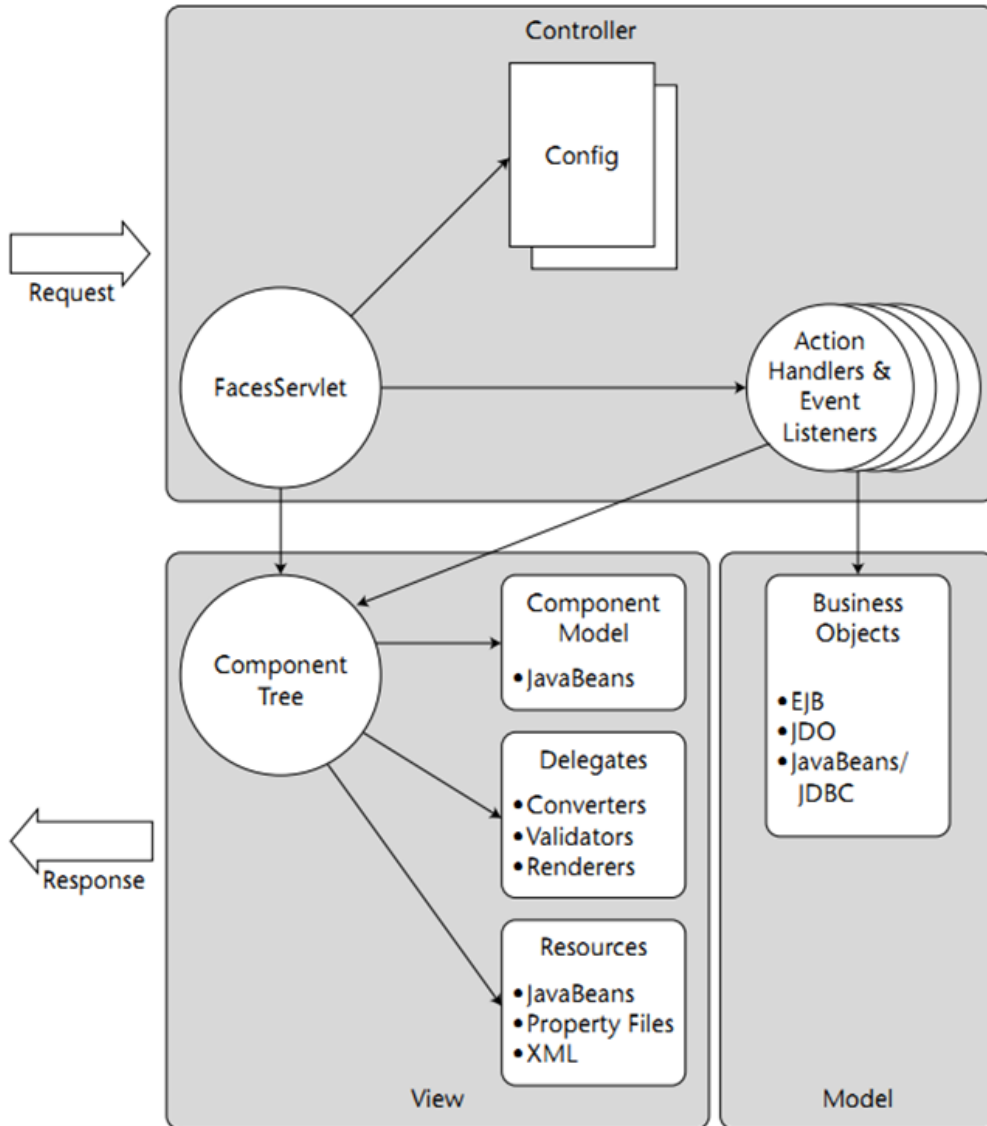 Controller
Config
Request
FacesServlet
Action
Handlers &
Event
Listeners
Component
Tree
Component
Model
•JavaBeans
Delegates
•Converters
•Validators
•Renderers
Resources
•JavaBeans
•Property Files
•XML
Business
Objects
•EJB
•JDO
•JavaBeans/
JDBC
Response
View
Model